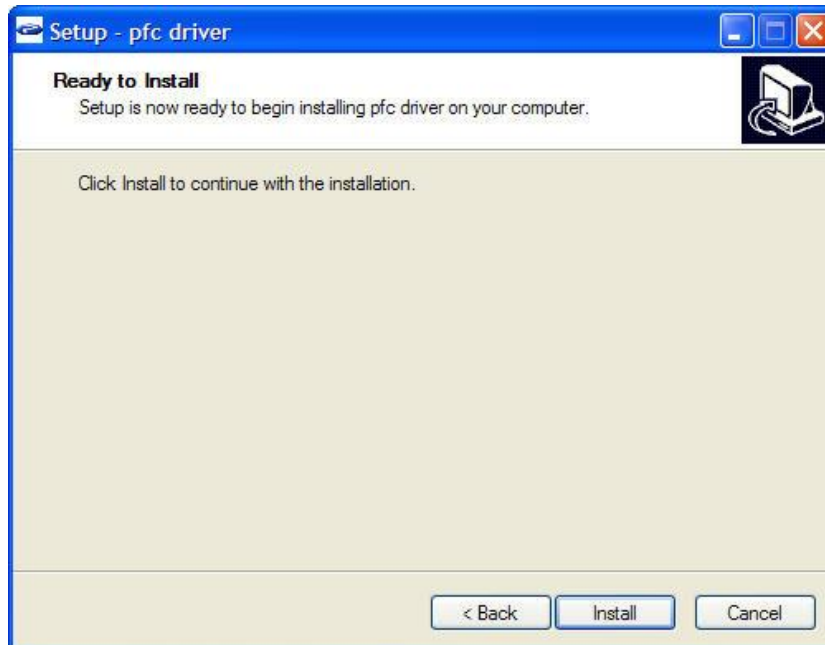 Setup - pfc driver
Ready to Install
Setup is now ready to begin installing pfc driver on your computer.
Click Install to continue with the installation.
< Back
Install
Cancel